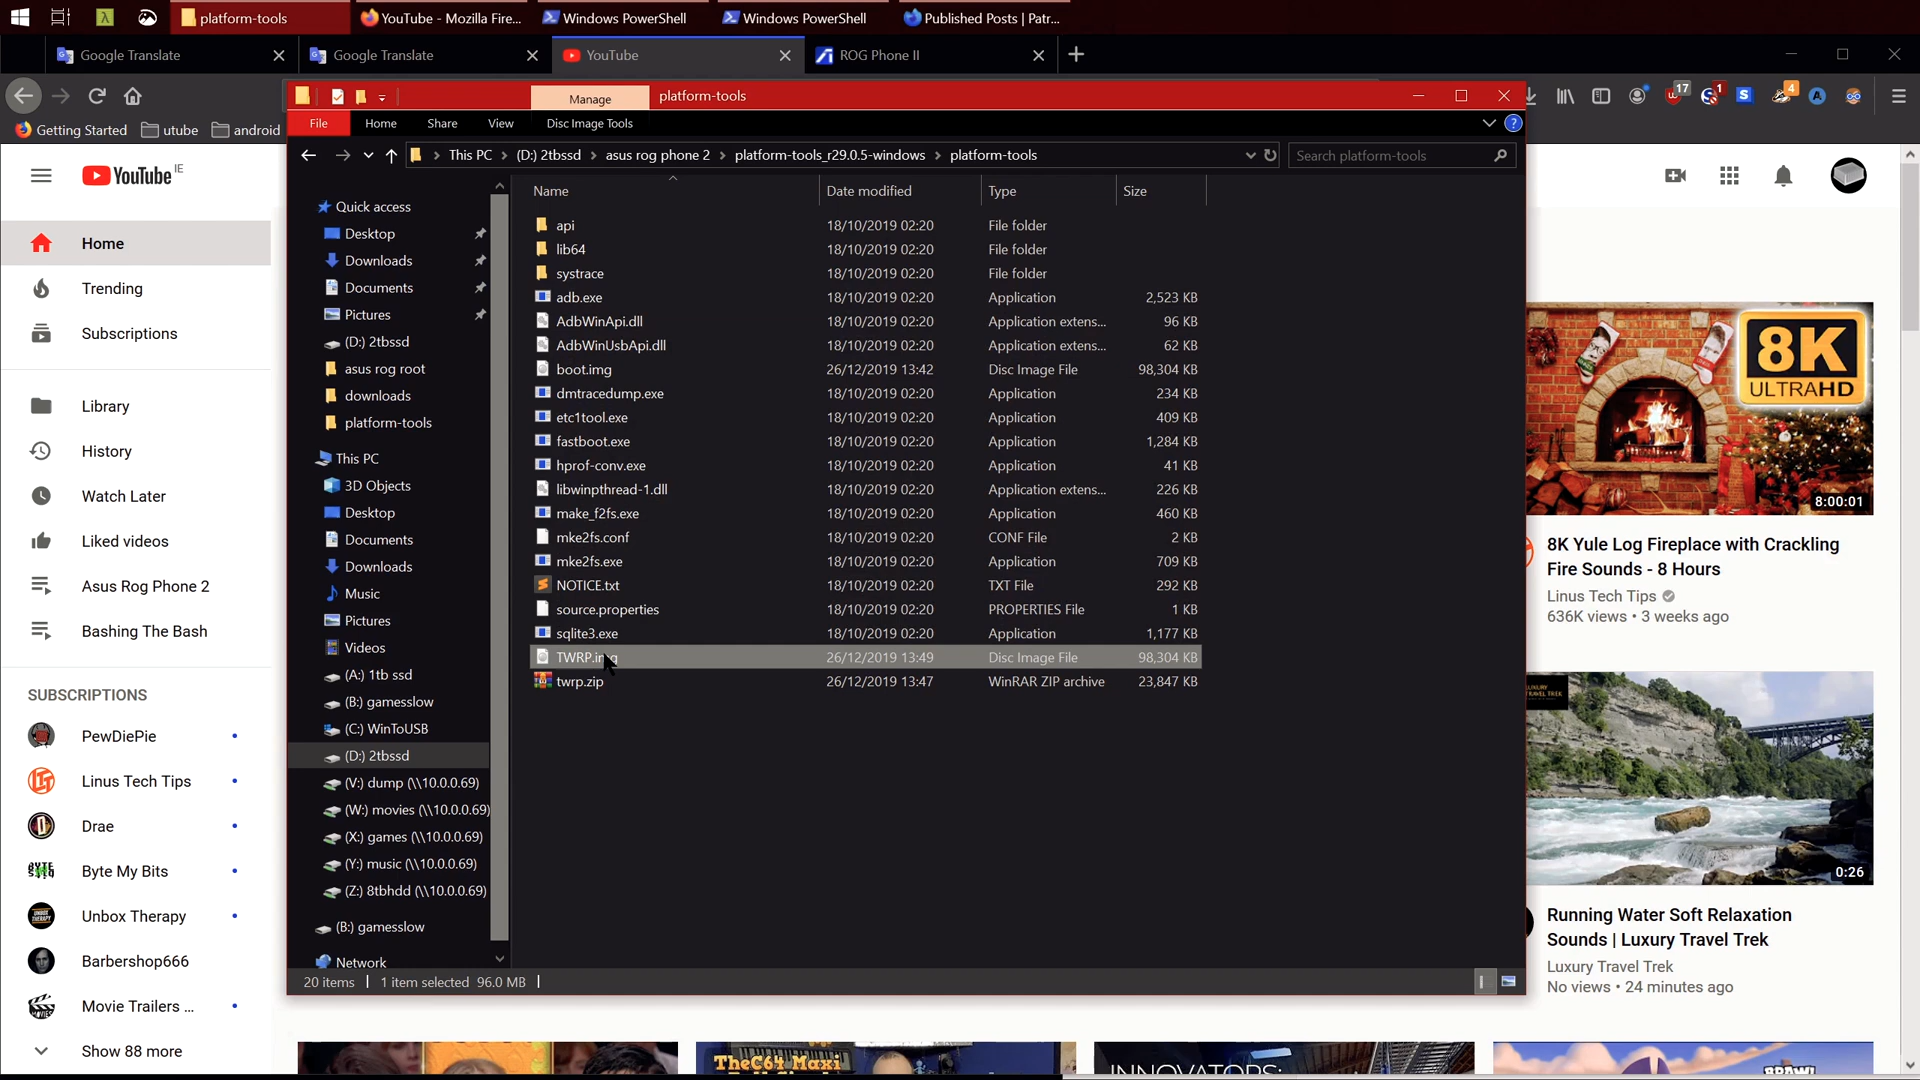 platform-tools
YouTube - Mozilla Fire...
Windows PowerShell
Windows PowerShell
Published Posts | Patr...
Google Translate
Google Translate
YouTube
ROG Phone II
Manage
platform-tools
17
1
4
Getting Started
utube
android
File
Home
Share
View
Disc Image Tools
This PC
(D:) 2tbssd
asus rog phone 2
platform-tools_r29.0.5-windows
platform-tools
Search platform-tools
YouTube IE
Home
Trending
Subscriptions
Library
History
Watch Later
Liked videos
Asus Rog Phone 2
Bashing The Bash
SUBSCRIPTIONS
PewDiePie
Linus Tech Tips
Drae
Byte My Bits
Unbox Therapy
Barbershop666
Movie Trailers ...
Show 88 more
Quick access
Desktop
Downloads
Documents
Pictures
(D:) 2tbssd
asus rog root
downloads
platform-tools
This PC
3D Objects
Desktop
Documents
Downloads
Music
Pictures
Videos
(A:) 1tb ssd
(B:) gamesslow
(C:) WinToUSB
(D:) 2tbssd
(V:) dump (\\10.0.0.69)
(W:) movies (\\10.0.0.69)
(X:) games (\\10.0.0.69)
(Y:) music (\\10.0.0.69)
(Z:) 8tbhdd (\\10.0.0.69)
(B:) gamesslow
Network
Name Date modified Type Size
api 18/10/2019 02:20 File folder
lib64 18/10/2019 02:20 File folder
systrace 18/10/2019 02:20 File folder
adb.exe 18/10/2019 02:20 Application 2,523 KB
AdbWinApi.dll 18/10/2019 02:20 Application extens... 96 KB
AdbWinUsbApi.dll 18/10/2019 02:20 Application extens... 62 KB
boot.img 26/12/2019 13:42 Disc Image File 98,304 KB
dmtracedump.exe 18/10/2019 02:20 Application 234 KB
etc1tool.exe 18/10/2019 02:20 Application 409 KB
fastboot.exe 18/10/2019 02:20 Application 1,284 KB
hprof-conv.exe 18/10/2019 02:20 Application 41 KB
libwinpthread-1.dll 18/10/2019 02:20 Application extens... 226 KB
make_f2fs.exe 18/10/2019 02:20 Application 460 KB
mke2fs.conf 18/10/2019 02:20 CONF File 2 KB
mke2fs.exe 18/10/2019 02:20 Application 709 KB
NOTICE.txt 18/10/2019 02:20 TXT File 292 KB
source.properties 18/10/2019 02:20 PROPERTIES File 1 KB
sqlite3.exe 18/10/2019 02:20 Application 1,177 KB
TWRP.img 26/12/2019 13:49 Disc Image File 98,304 KB
twrp.zip 26/12/2019 13:47 WinRAR ZIP archive 23,847 KB
20 items 1 item selected 96.0 MB
8K
ULTRAHD
8:00:01
8K Yule Log Fireplace with Crackling
Fire Sounds - 8 Hours
Linus Tech Tips
636K views • 3 weeks ago
0:26
Running Water Soft Relaxation
Sounds | Luxury Travel Trek
Luxury Travel Trek
No views • 24 minutes ago
TheC64 Maxi
INNOVATORS:
BRAWL